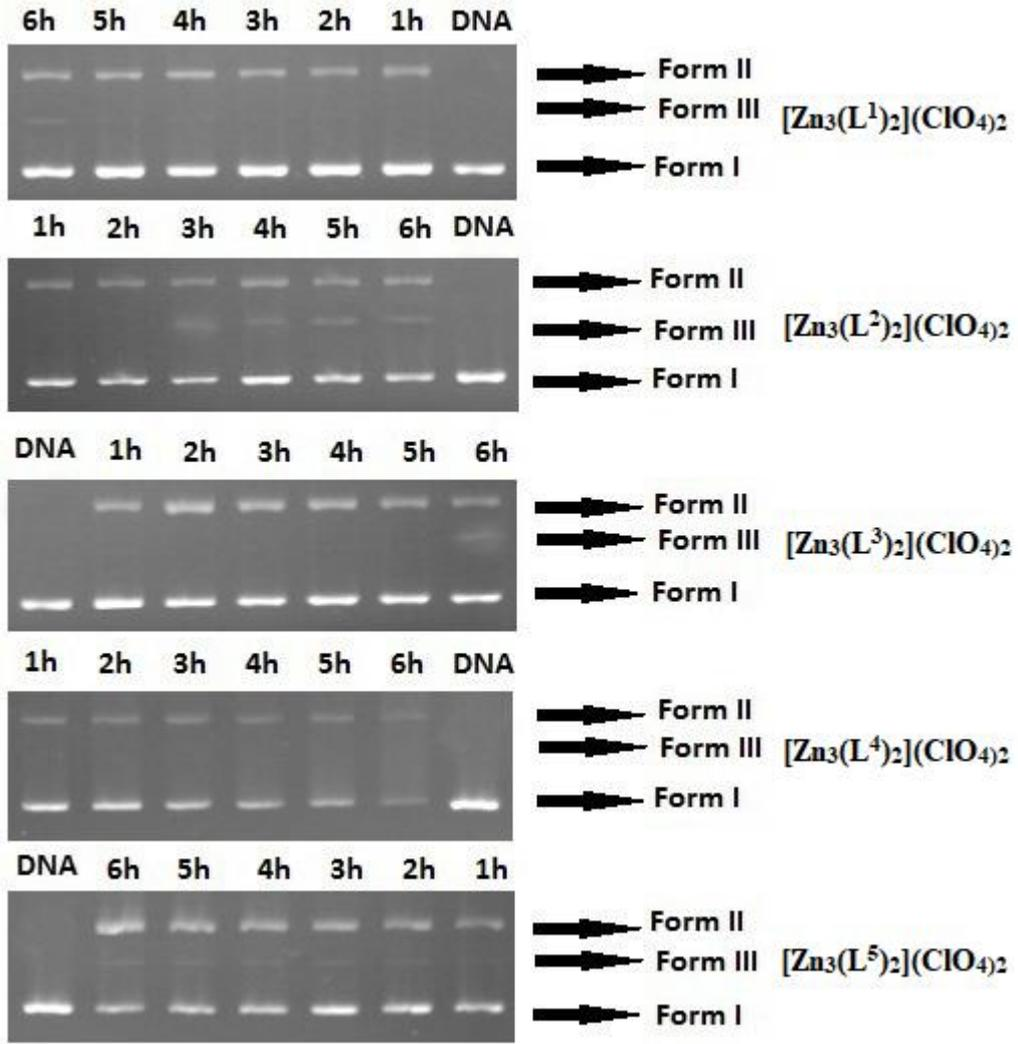 6h 5h 4h 3h 2h 1h DNA
Form II
Form III [Zn3(L1)2](ClO4)2
Form I
1h 2h 3h 4h 5h 6h DNA
Form II
Form III [Zn3(L2)2](ClO4)2
Form I
DNA 1h 2h 3h 4h 5h 6h
Form II
Form III [Zn3(L3)2](ClO4)2
Form I
1h 2h 3h 4h 5h 6h DNA
Form II
Form III [Zn3(L4)2](ClO4)2
Form I
DNA 6h 5h 4h 3h 2h 1h
Form II
Form III [Zn3(L5)2](ClO4)2
Form I